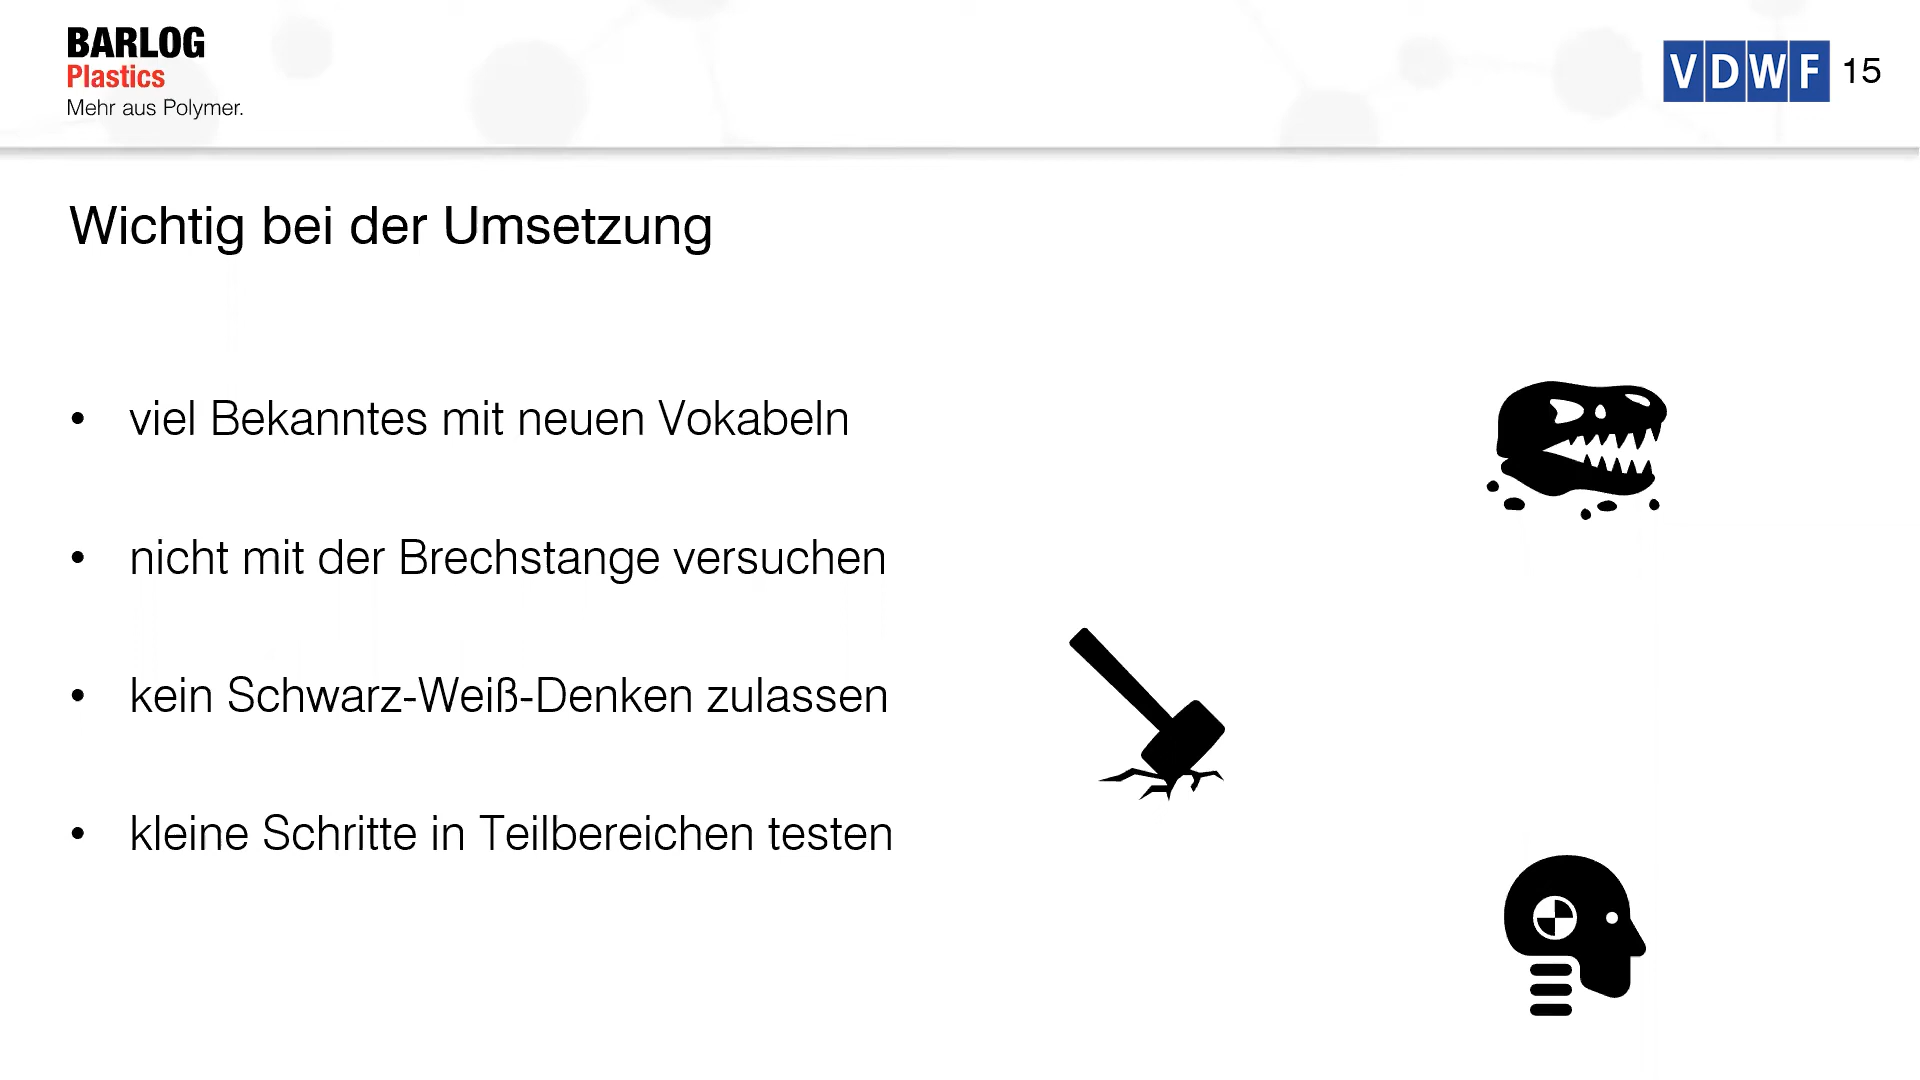 BARLOG
Plastics
Mehr aus Polymer.
VDWF 15
Wichtig bei der Umsetzung
• viel Bekanntes mit neuen Vokabeln
• nicht mit der Brechstange versuchen
• kein Schwarz-Weiß-Denken zulassen
• kleine Schritte in Teilbereichen testen